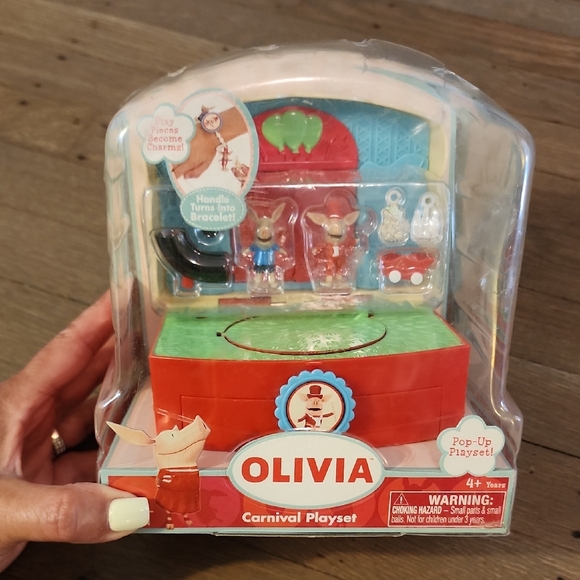 Play
Pieces
Become
Charms!
Handle
Turns Into
Bracelet!
OLIVIA™
Carnival Playset
Pop-Up
Playset!
4+ Years
WARNING:
CHOKING HAZARD – Small parts & small
balls. Not for children under 3 years.